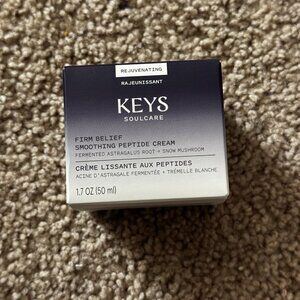 REJUVENATING
RAJEUNISSANT
KEYS
SOULCARE
FIRM BELIEF
SMOOTHING PEPTIDE CREAM
FERMENTED ASTRAGALUS ROOT + SNOW MUSHROOM
CRÈME LISSANTE AUX PEPTIDES
ACINE D'ASTRAGALE FERMENTÉE + TRÉMELLE BLANCHE
1.7 OZ (50 ml)